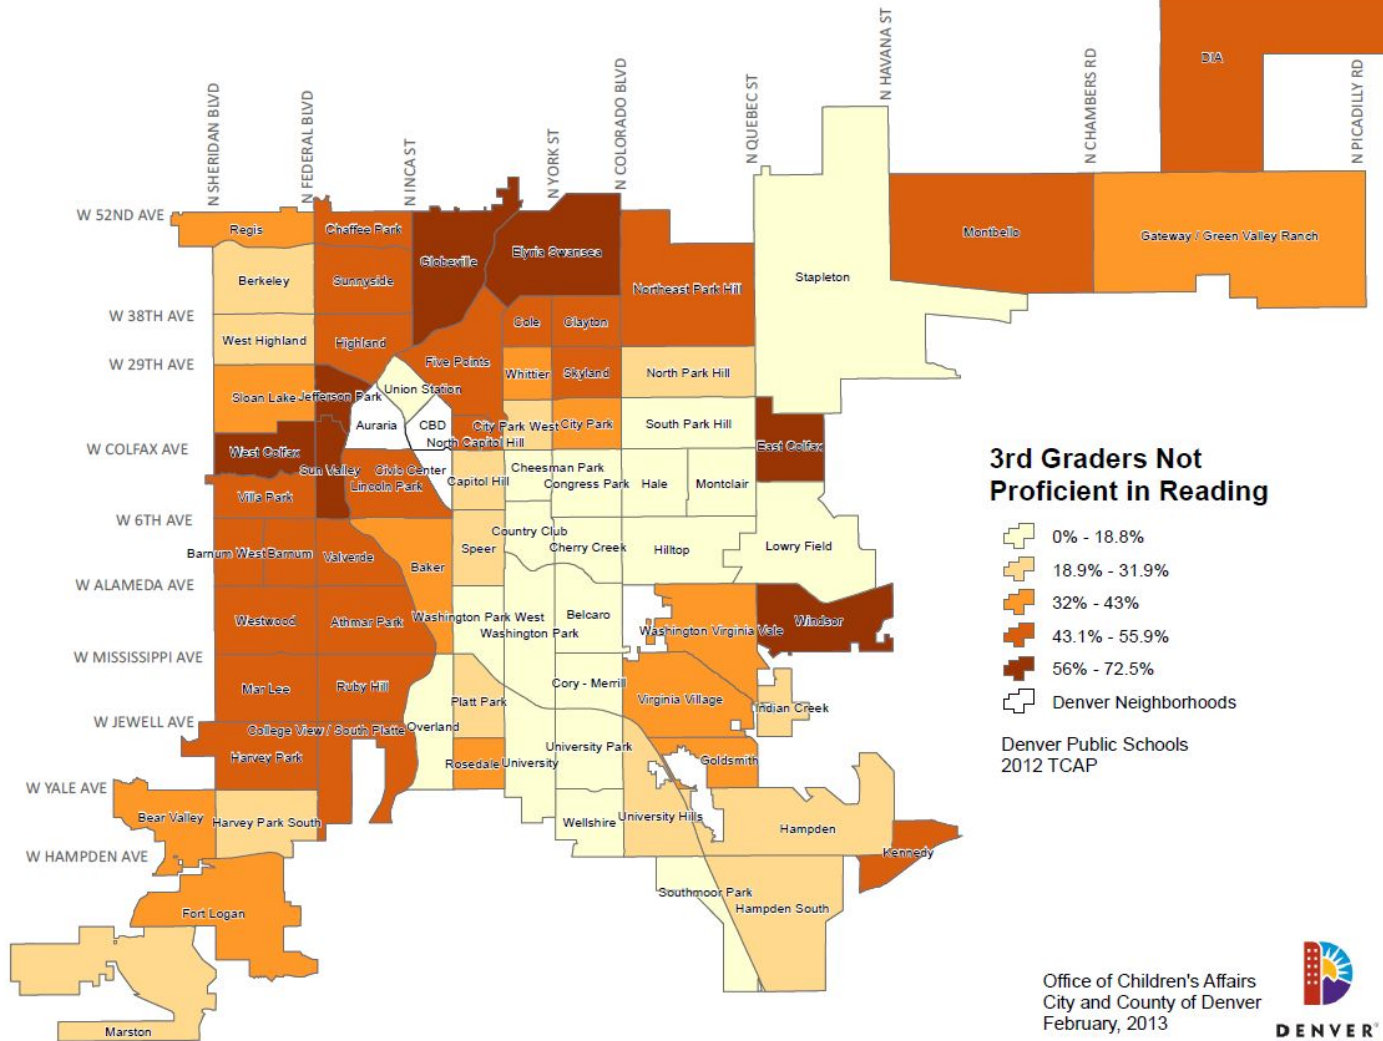 N SHERIDAN BLVD
N FEDERAL BLVD
N INCA ST
N YORK ST
N COLORADO BLVD
N QUEBEC ST
N HAVANA ST
N CHAMBERS RD
N PICADILLY RD
DIA
W 52ND AVE
Regis
Chaffee Park
Globeville
Elyria Swansea
Montbello
Gateway / Green Valley Ranch
Berkeley
Sunnyside
Northeast Park Hill
Stapleton
W 38TH AVE
Cole
Clayton
West Highland
Highland
W 29TH AVE
Five Points
Whittier
Skyland
North Park Hill
Sloan Lake
Jefferson Park
Union Station
Auraria
CBD
City Park West
City Park
South Park Hill
North Capitol Hill
W COLFAX AVE
West Colfax
East Colfax
Sun Valley
Civic Center
Lincoln Park
Capitol Hill
Cheesman Park
Congress Park
Hale
Montclair
Villa Park
W 6TH AVE
Barnum West
Barnum
Valverde
Baker
Speer
Country Club
Cherry Creek
Hilltop
Lowry Field
W ALAMEDA AVE
Westwood
Athmar Park
Washington Park West
Washington Park
Belcaro
Washington Virginia Vale
Windsor
W MISSISSIPPI AVE
Mar Lee
Ruby Hill
Platt Park
Cory - Merrill
Virginia Village
Indian Creek
W JEWELL AVE
College View / South Platte
Overland
Harvey Park
Rosedale
University
University Park
Goldsmith
W YALE AVE
Bear Valley
Harvey Park South
Wellshire
University Hills
Hampden
W HAMPDEN AVE
Kennedy
Southmoor Park
Hampden South
Fort Logan
Marston
3rd Graders Not
Proficient in Reading
0% - 18.8%
18.9% - 31.9%
32% - 43%
43.1% - 55.9%
56% - 72.5%
Denver Neighborhoods
Denver Public Schools
2012 TCAP
Office of Children's Affairs
City and County of Denver
February, 2013
DENVER